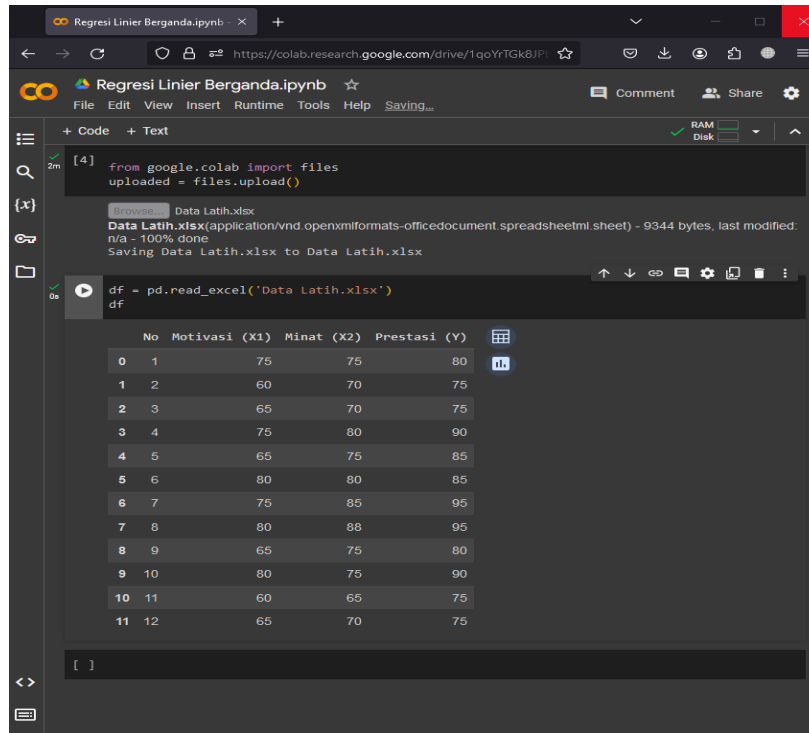 Regresi Linier Berganda.ipynb -
https://colab.research.google.com/drive/1qoYrTGk8JP
Regresi Linier Berganda.ipynb
Comment Share
File Edit View Insert Runtime Tools Help Saving...
+ Code + Text
RAM
Disk
2m
[4]
from google.colab import files
uploaded = files.upload()
{x}
Browse... Data Latih.xlsx
Data Latih.xlsx(application/vnd.openxmlformats-officedocument.spreadsheetml.sheet) - 9344 bytes, last modified:
n/a - 100% done
Saving Data Latih.xlsx to Data Latih.xlsx
0s
df = pd.read_excel('Data Latih.xlsx')
df
No Motivasi (X1) Minat (X2) Prestasi (Y)
0 1 75 75 80
1 2 60 70 75
2 3 65 70 75
3 4 75 80 90
4 5 65 75 85
5 6 80 80 85
6 7 75 85 95
7 8 80 88 95
8 9 65 75 80
9 10 80 75 90
10 11 60 65 75
11 12 65 70 75
[ ]
<>